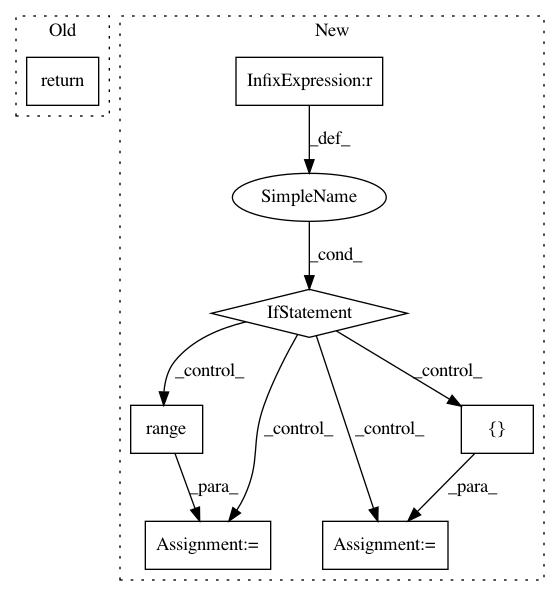 Old
New
return
InfixExpression:r
_def_
SimpleName
_cond_
IfStatement
_control_
_control_
range
_control_
_control_
{}
_para_
_para_
Assignment:=
Assignment:=